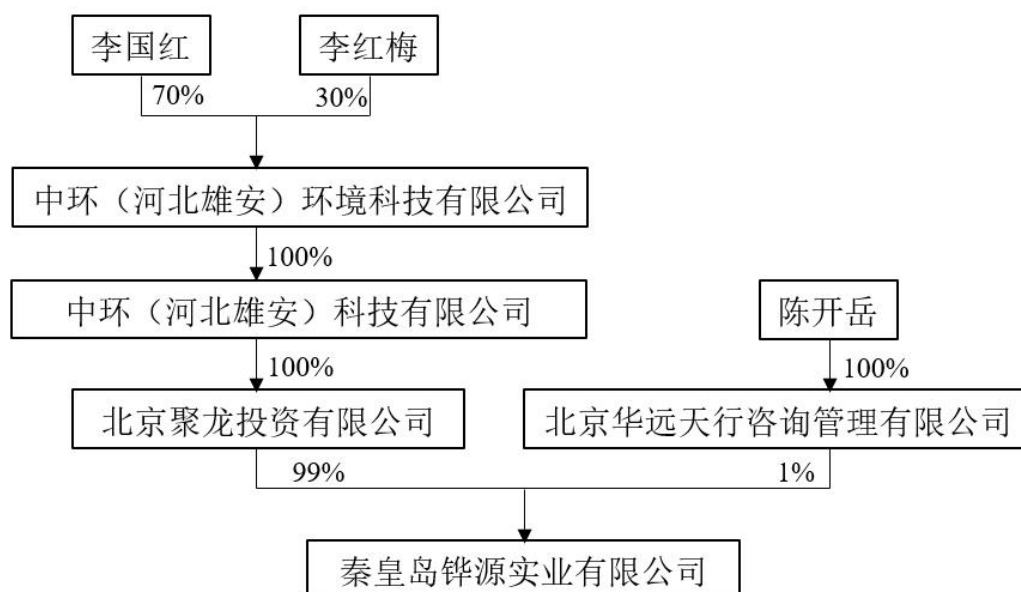 李国红
李红梅
70%
30%
中环（河北雄安）环境科技有限公司
100%
中环（河北雄安）科技有限公司
陈开岳
100%
100%
北京聚龙投资有限公司
北京华远天行咨询管理有限公司
99%
1%
秦皇岛铧源实业有限公司